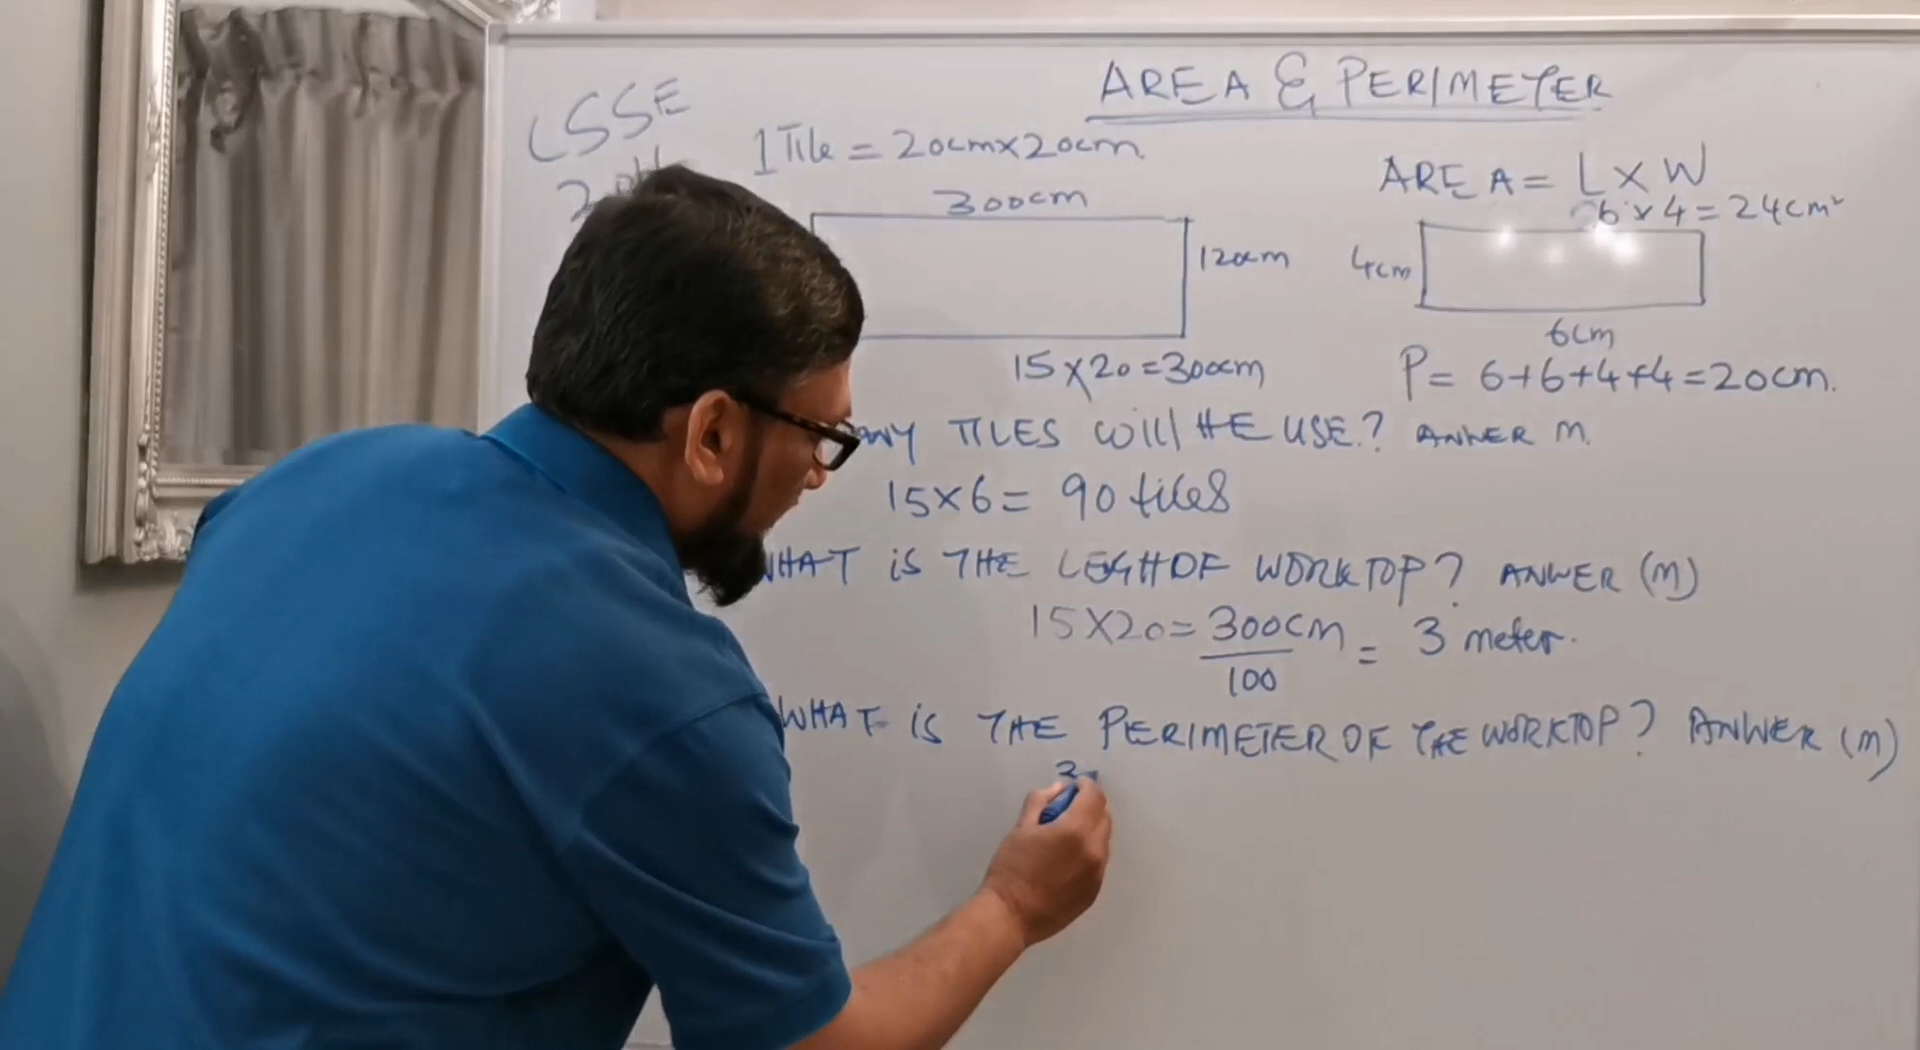 AREA & PERIMETER
LSSE
1 Tile = 20cm×20cm
300cm
120cm
15×20=300cm
AREA = L×W
6×4=24cm²
4cm
6cm
P= 6+6+4+4=20cm.
TILES Will HE USE.? ANWER M.
15×6= 90 tiles
WHAT is THE LEGHOF WORKTOP? ANWER (M)
15×20= 300cm = 3 meter.
100
WHAT is THE PERIMETER OF THE WORKTOP? ANWER (M)